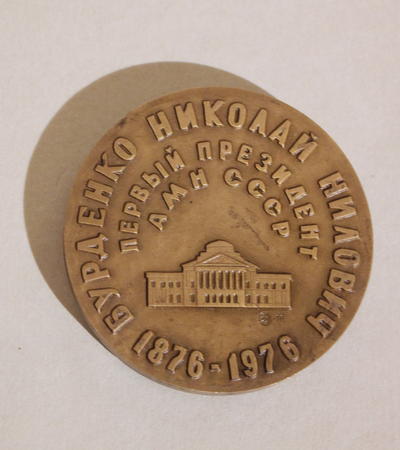 БУРДЕНКО НИКОЛАЙ НИЛОВИЧ
ПЕРВЫЙ ПРЕЗИДЕНТ
АМН СССР
1876-1976